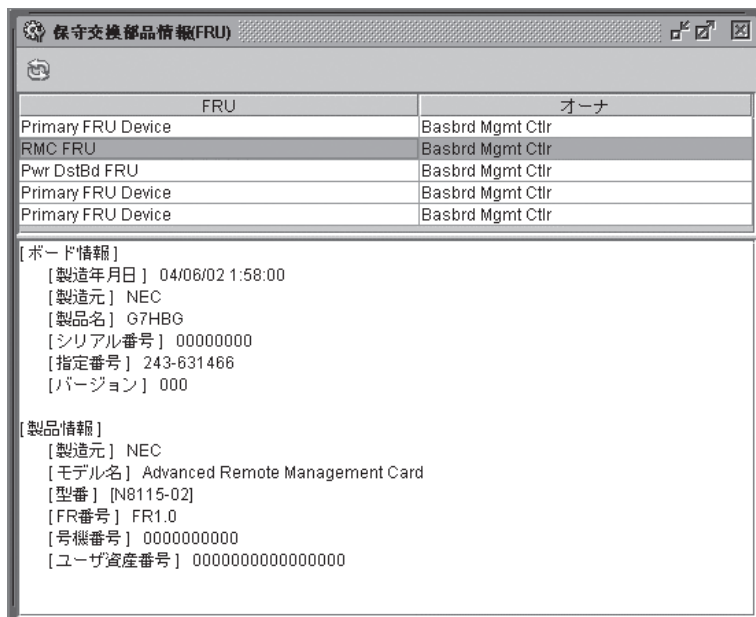 保守交換部品情報(FRU)
FRU オーナ
Primary FRU Device Basbrd Mgmt Ctlr
RMC FRU Basbrd Mgmt Ctlr
Pwr DstBd FRU Basbrd Mgmt Ctlr
Primary FRU Device Basbrd Mgmt Ctlr
Primary FRU Device Basbrd Mgmt Ctlr
[ボード情報]
[製造年月日] 04/06/02 1:58:00
[製造元] NEC
[製品名] G7HBG
[シリアル番号] 00000000
[指定番号] 243-631466
[バージョン] 000
[製品情報]
[製造元] NEC
[モデル名] Advanced Remote Management Card
[型番] [N8115-02]
[FR番号] FR1.0
[号機番号] 0000000000
[ユーザ資産番号] 0000000000000000